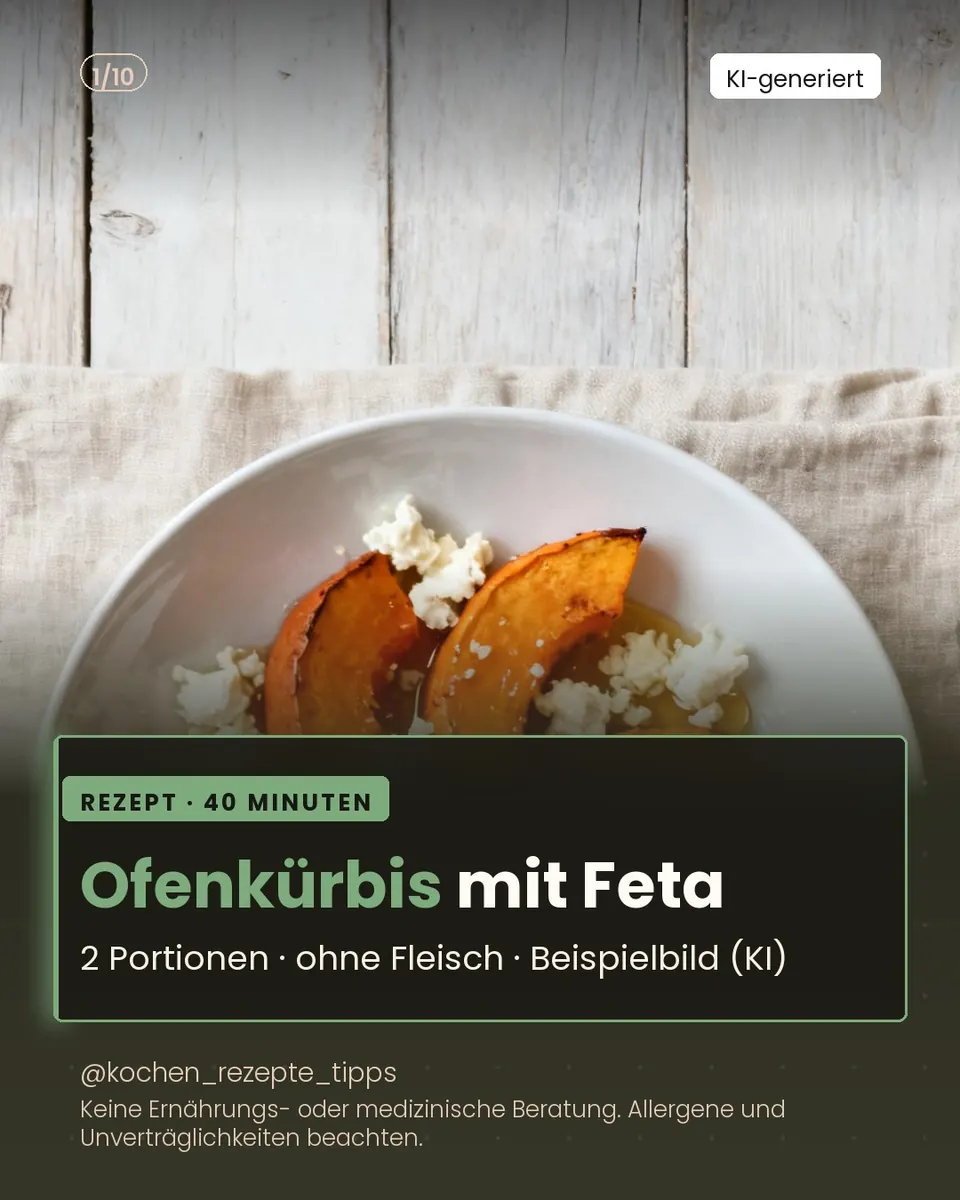 1/10
KI-generiert
REZEPT · 40 MINUTEN
Ofenkürbis mit Feta
2 Portionen · ohne Fleisch · Beispielbild (KI)
@kochen_rezepte_tipps
Keine Ernährungs- oder medizinische Beratung. Allergene und
Unverträglichkeiten beachten.